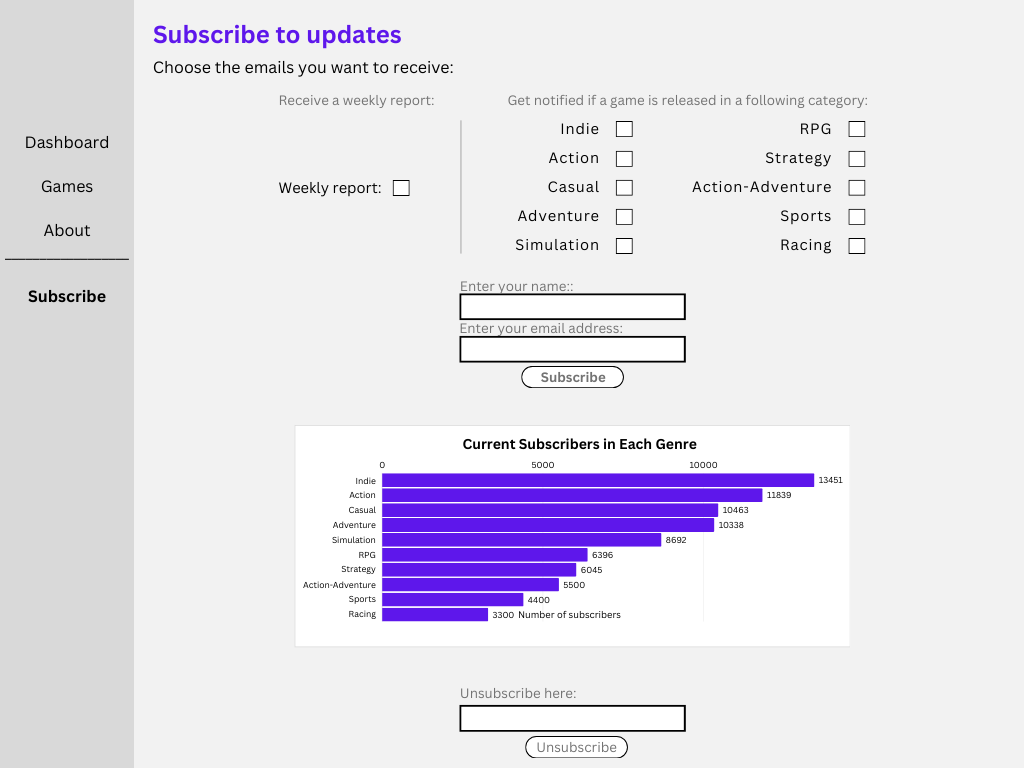 Subscribe to updates
Choose the emails you want to receive:
Dashboard
Games
About
Subscribe
Receive a weekly report:
Weekly report:
Get notified if a game is released in a following category:
Indie
RPG
Action
Strategy
Casual
Action-Adventure
Adventure
Sports
Simulation
Racing
Enter your name::
Enter your email address:
Subscribe
Current Subscribers in Each Genre
0 5000 10000
Indie 13451
Action 11839
Casual 10463
Adventure 10338
Simulation 8692
RPG 6396
Strategy 6045
Action-Adventure 5500
Sports 4400
Racing 3300 Number of subscribers
Unsubscribe here:
Unsubscribe